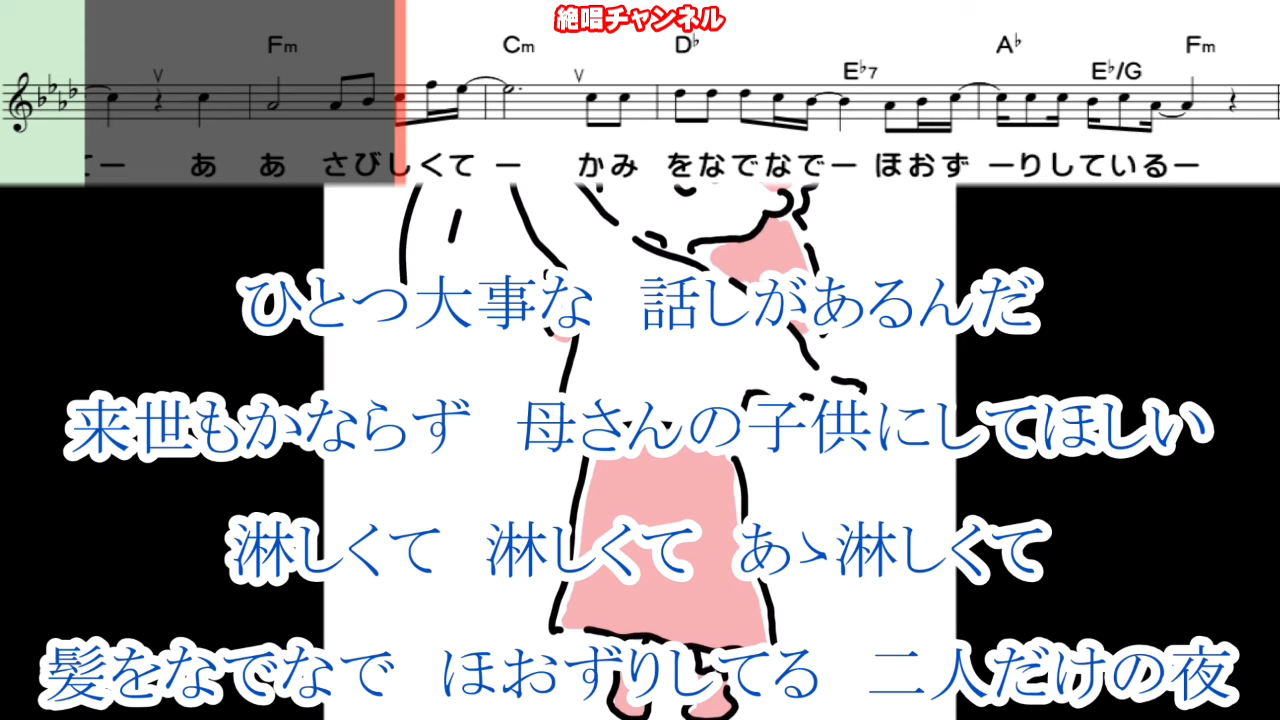 絶唱チャンネル
Fm Cm D♭ E♭7 A♭ E♭/G Fm
てー あ あ さびしくて ー かみ をなでなでー ほおず ーりしているー
ひとつ大事な 話しがあるんだ
来世もかならず 母さんの子供にしてほしい
淋しくて 淋しくて あゝ淋しくて
髪をなでなで ほおずりしてる 二人だけの夜